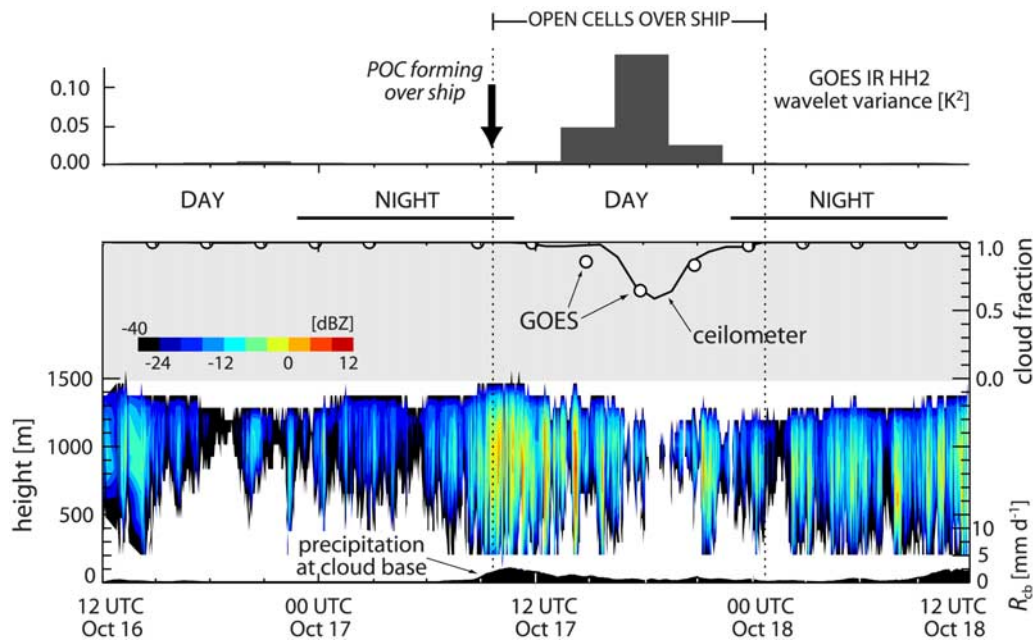 OPEN CELLS OVER SHIP
POC forming
over ship
GOES IR HH2
wavelet variance [K²]
0.10
0.05
0.00
DAY
NIGHT
DAY
NIGHT
1.0
0.5
0.0
cloud fraction
GOES
ceilometer
-40
[dBZ]
-24
-12
0
12
1500
1000
500
0
height [m]
precipitation
at cloud base
10
5
0
R_cb [mm d⁻¹]
12 UTC
Oct 16
00 UTC
Oct 17
12 UTC
Oct 17
00 UTC
Oct 18
12 UTC
Oct 18